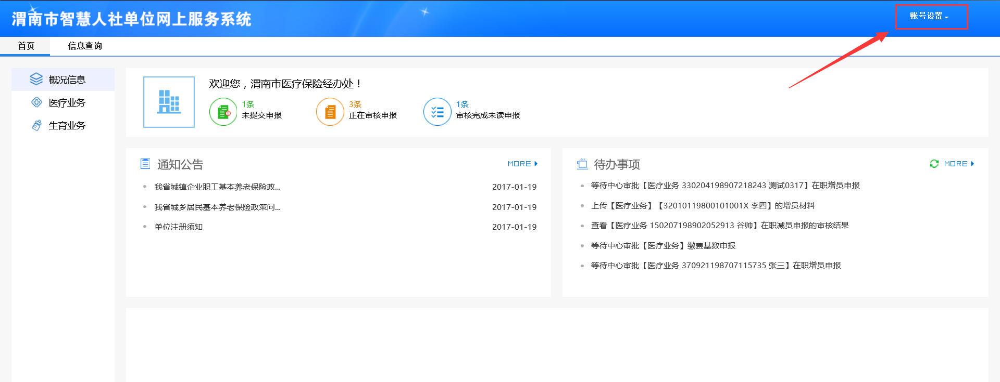 渭南市智慧人社单位网上服务系统
账号设置
首页
信息查询
概况信息
医疗业务
生育业务
欢迎您，渭南市医疗保险经办处！
1条
未提交申报
3条
正在审核申报
1条
审核完成未读申报
通知公告
MORE
我省城镇企业职工基本养老保险政... 2017-01-19
我省城乡居民基本养老保险政策问... 2017-01-19
单位注册须知 2017-01-19
待办事项
MORE
等待中心审批【医疗业务 330204198907218243 测试0317】在职增员申报
上传【医疗业务】【32010119800101001X 李四】的增员材料
查看【医疗业务 150207198902052913 谷帅】在职减员申报的审核结果
等待中心审批【医疗业务】缴费基数申报
等待中心审批【医疗业务 370921198707115735 张三】在职增员申报